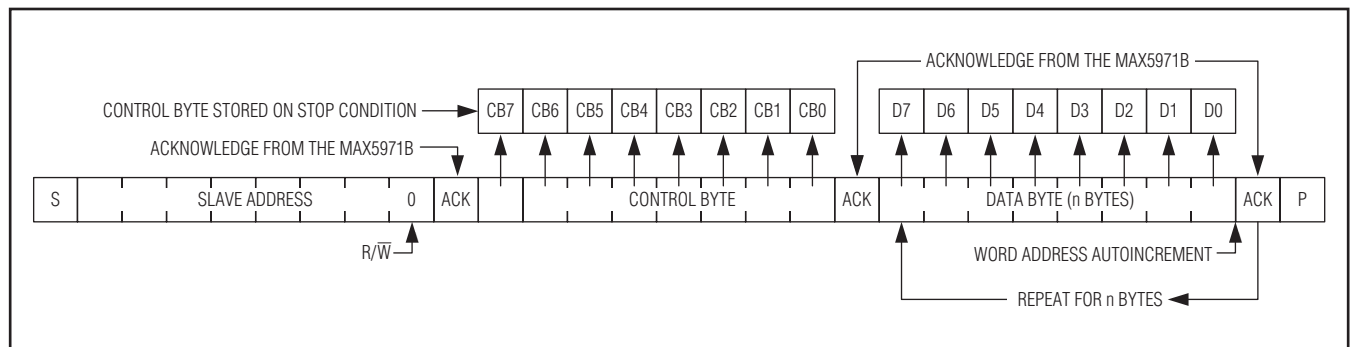 ACKNOWLEDGE FROM THE MAX5971B
CONTROL BYTE STORED ON STOP CONDITION CB7 CB6 CB5 CB4 CB3 CB2 CB1 CB0 D7 D6 D5 D4 D3 D2 D1 D0
ACKNOWLEDGE FROM THE MAX5971B
S SLAVE ADDRESS 0 ACK CONTROL BYTE ACK DATA BYTE (n BYTES) ACK P
R/W̅ WORD ADDRESS AUTOINCREMENT
REPEAT FOR n BYTES